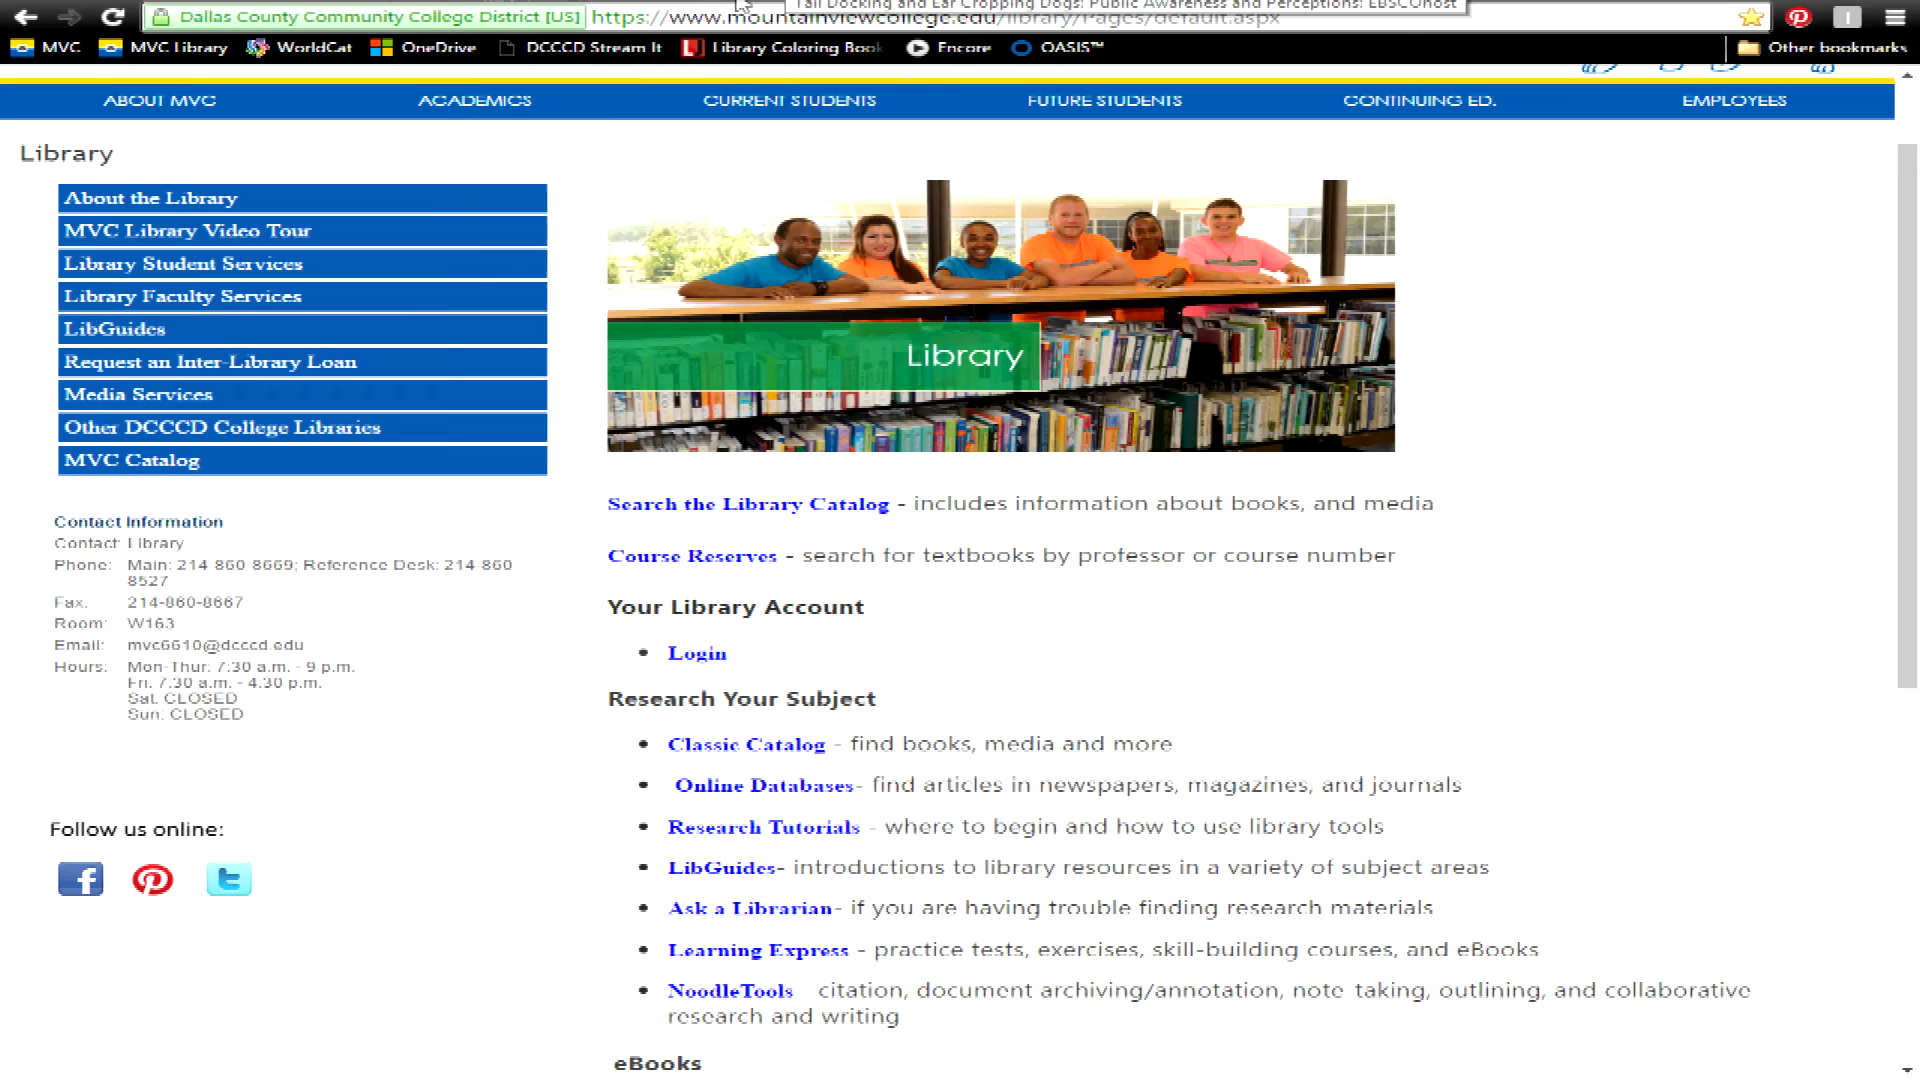 Tail Docking and Ear Cropping Dogs: Public Awareness and Perceptions: EBSCOhost
Dallas County Community College District [US] https://www.mountainviewcollege.edu/library/Pages/default.aspx
MVC MVC Library WorldCat OneDrive DCCCD Stream It Library Coloring Book Encore OASIS™ Other bookmarks
ABOUT MVC ACADEMICS CURRENT STUDENTS FUTURE STUDENTS CONTINUING ED. EMPLOYEES
Library
About the Library
MVC Library Video Tour
Library Student Services
Library Faculty Services
LibGuides
Request an Inter-Library Loan
Media Services
Other DCCCD College Libraries
MVC Catalog
Contact Information
Contact: Library
Phone: Main: 214-860-8669; Reference Desk: 214-860-
8527
Fax: 214-860-8667
Room: W163
Email: mvc6610@dcccd.edu
Hours: Mon-Thur: 7:30 a.m. - 9 p.m.
Fri: 7:30 a.m. - 4:30 p.m.
Sat: CLOSED
Sun: CLOSED
Follow us online:
Library
Search the Library Catalog - includes information about books, and media
Course Reserves - search for textbooks by professor or course number
Your Library Account
• Login
Research Your Subject
• Classic Catalog - find books, media and more
• Online Databases- find articles in newspapers, magazines, and journals
• Research Tutorials - where to begin and how to use library tools
• LibGuides- introductions to library resources in a variety of subject areas
• Ask a Librarian- if you are having trouble finding research materials
• Learning Express - practice tests, exercises, skill-building courses, and eBooks
• NoodleTools - citation, document archiving/annotation, note-taking, outlining, and collaborative
research and writing
eBooks